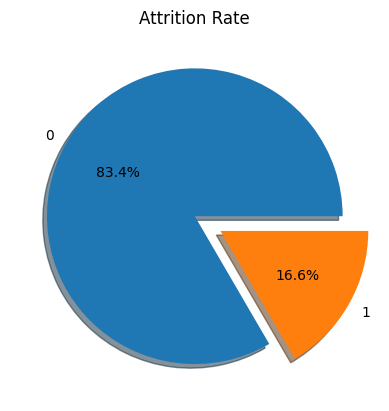 Attrition Rate
0
83.4%
16.6%
1